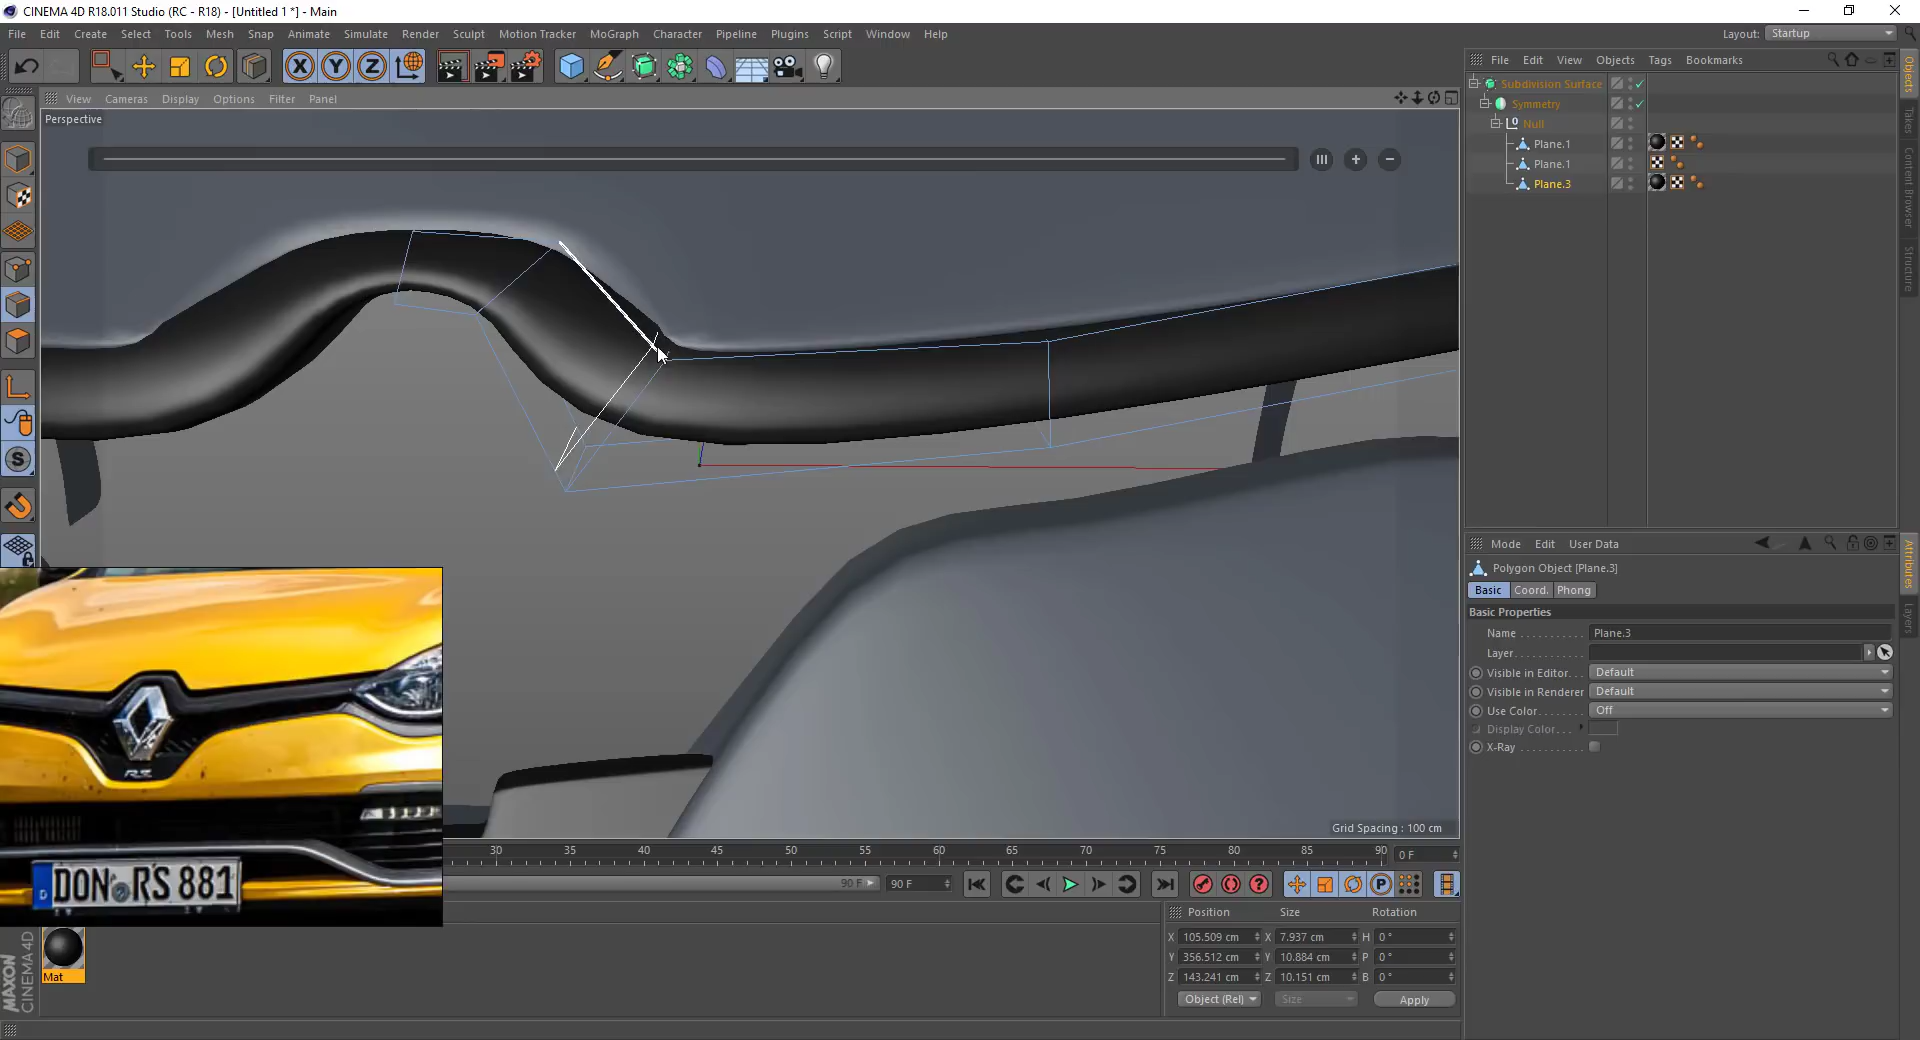 CINEMA 4D R18.011 Studio (RC - R18) - [Untitled 1 *] - Main
File Edit Create Select Tools Mesh Snap Animate Simulate Render Sculpt Motion Tracker MoGraph Character Pipeline Plugins Script Window Help
Layout: Startup
X Y Z
File Edit View Objects Tags Bookmarks
View Cameras Display Options Filter Panel
Perspective
Subdivision Surface
Symmetry
Null
Plane.1
Plane.1
Plane.3
Objects
Takes
Content Browser
Structure
Mode Edit User Data
Polygon Object [Plane.3]
Basic Coord. Phong
Basic Properties
Name Plane.3
Layer
Visible in Editor Default
Visible in Renderer Default
Use Color Off
Display Color
X-Ray
Attributes
Layers
S
R.S.
DON RS 881
Grid Spacing : 100 cm
30 35 40 45 50 55 60 65 70 75 80 85 90
0 F
90 F 90 F
P
Position Size Rotation
X 105.509 cm X 7.937 cm H 0 °
Y 356.512 cm Y 10.884 cm P 0 °
Z 143.241 cm Z 10.151 cm B 0 °
Object (Rel) Size Apply
Mat
MAXON
CINEMA 4D